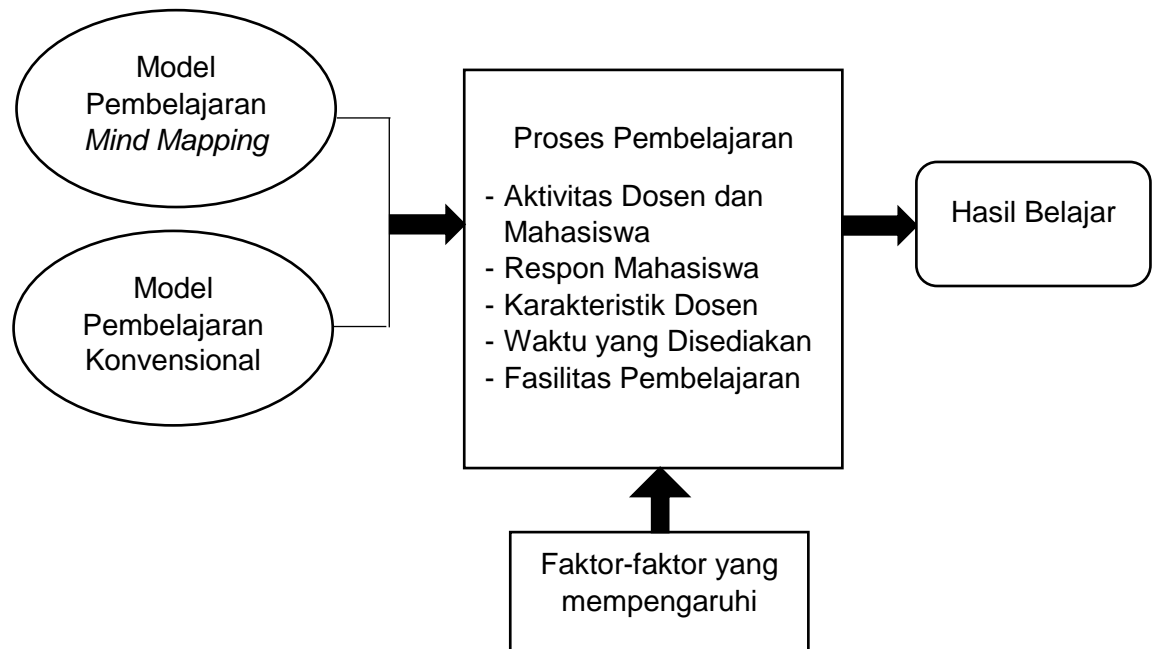 Model
Pembelajaran
Mind Mapping
Model
Pembelajaran
Konvensional
Proses Pembelajaran
- Aktivitas Dosen dan
Mahasiswa
- Respon Mahasiswa
- Karakteristik Dosen
- Waktu yang Disediakan
- Fasilitas Pembelajaran
Hasil Belajar
Faktor-faktor yang
mempengaruhi